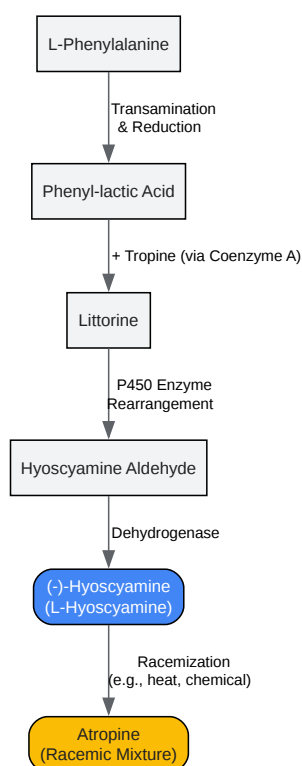 L-Phenylalanine
Transamination
& Reduction
Phenyl-lactic Acid
+ Tropine (via Coenzyme A)
Littorine
P450 Enzyme
Rearrangement
Hyoscyamine Aldehyde
Dehydrogenase
(-)-Hyoscyamine
(L-Hyoscyamine)
Racemization
(e.g., heat, chemical)
Atropine
(Racemic Mixture)